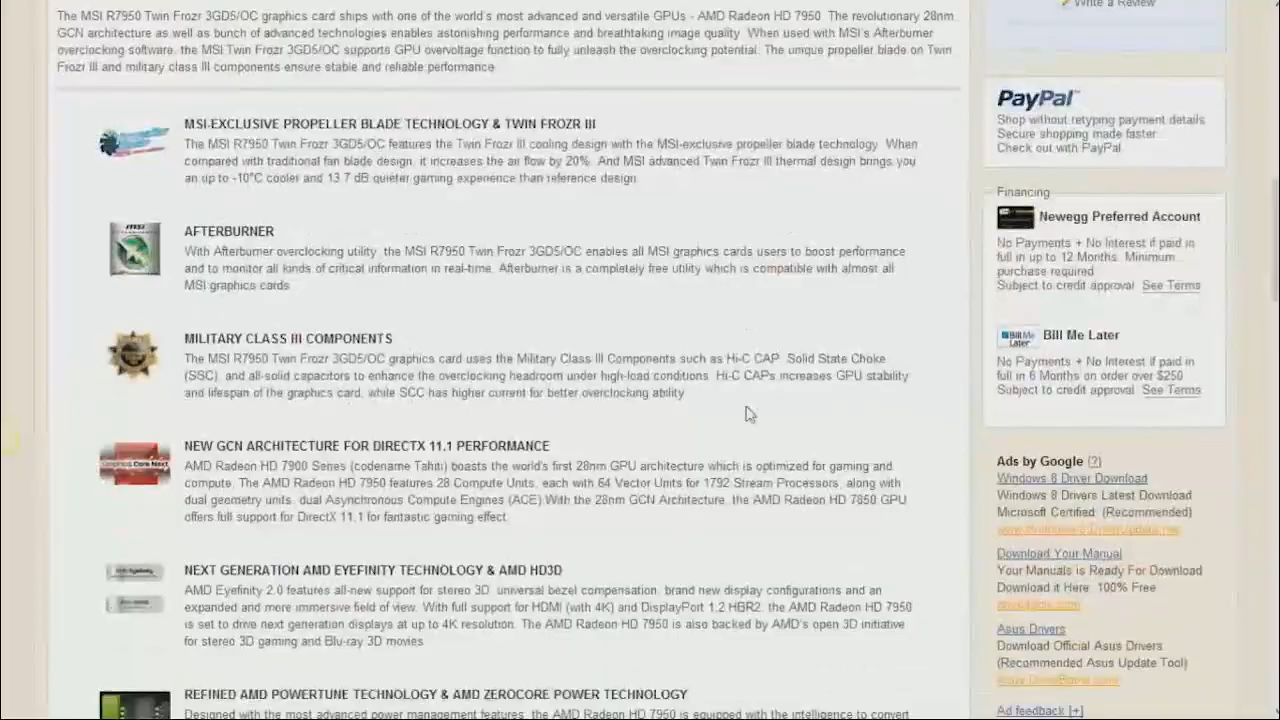 The MSI R7950 Twin Frozr 3GD5/OC graphics card ships with one of the world's most advanced and versatile GPUs - AMD Radeon HD 7950. The revolutionary 28nm
GCN architecture as well as bunch of advanced technologies enables astonishing performance and breathtaking image quality. When used with MSI's Afterburner
overclocking software, the MSI Twin Frozr 3GD5/OC supports GPU overvoltage function to fully unleash the overclocking potential. The unique propeller blade on Twin
Frozr III and military class III components ensure stable and reliable performance.
MSI-EXCLUSIVE PROPELLER BLADE TECHNOLOGY & TWIN FROZR III
The MSI R7950 Twin Frozr 3GD5/OC features the Twin Frozr III cooling design with the MSI-exclusive propeller blade technology. When
compared with traditional fan blade design, it increases the air flow by 20%. And MSI advanced Twin Frozr III thermal design brings you
an up to -10°C cooler and 13.7 dB quieter gaming experience than reference design.
AFTERBURNER
With Afterburner overclocking utility, the MSI R7950 Twin Frozr 3GD5/OC enables all MSI graphics cards users to boost performance
and to monitor all kinds of critical information in real-time. Afterburner is a completely free utility which is compatible with almost all
MSI graphics cards.
MILITARY CLASS III COMPONENTS
The MSI R7950 Twin Frozr 3GD5/OC graphics card uses the Military Class III Components such as Hi-C CAP, Solid State Choke
(SSC), and all-solid capacitors to enhance the overclocking headroom under high-load conditions. Hi-C CAPs increases GPU stability
and lifespan of the graphics card, while SCC has higher current for better overclocking ability.
Graphics Core Next
NEW GCN ARCHITECTURE FOR DIRECTX 11.1 PERFORMANCE
AMD Radeon HD 7900 Series (codename Tahiti) boasts the world's first 28nm GPU architecture which is optimized for gaming and
compute. The AMD Radeon HD 7950 features 28 Compute Units, each with 64 Vector Units for 1792 Stream Processors, along with
dual geometry units, dual Asynchronous Compute Engines (ACE).With the 28nm GCN Architecture, the AMD Radeon HD 7850 GPU
offers full support for DirectX 11.1 for fantastic gaming effect.
NEXT GENERATION AMD EYEFINITY TECHNOLOGY & AMD HD3D
AMD Eyefinity 2.0 features all-new support for stereo 3D, universal bezel compensation, brand new display configurations and an
expanded and more immersive field of view. With full support for HDMI (with 4K) and DisplayPort 1.2 HBR2, the AMD Radeon HD 7950
is set to drive next generation displays at up to 4K resolution. The AMD Radeon HD 7950 is also backed by AMD's open 3D initiative
for stereo 3D gaming and Blu-ray 3D movies.
REFINED AMD POWERTUNE TECHNOLOGY & AMD ZEROCORE POWER TECHNOLOGY
Designed with the most advanced power management features, the AMD Radeon HD 7950 is equipped with the intelligence to convert
Write a Review
PayPal™
Shop without retyping payment details.
Secure shopping made faster.
Check out with PayPal.
Financing
Newegg Preferred Account
No Payments + No Interest if paid in
full in up to 12 Months. Minimum
purchase required
Subject to credit approval. See Terms
Bill Me Later
Bill Me Later
No Payments + No Interest if paid in
full in 6 Months on order over $250
Subject to credit approval. See Terms
Ads by Google [?]
Windows 8 Driver Download
Windows 8 Drivers Latest Download
Microsoft Certified. (Recommended)
Download Your Manual
Your Manuals is Ready For Download.
Download it Here. 100% Free
Asus Drivers
Download Official Asus Drivers
(Recommended Asus Update Tool)
Ad feedback [+]